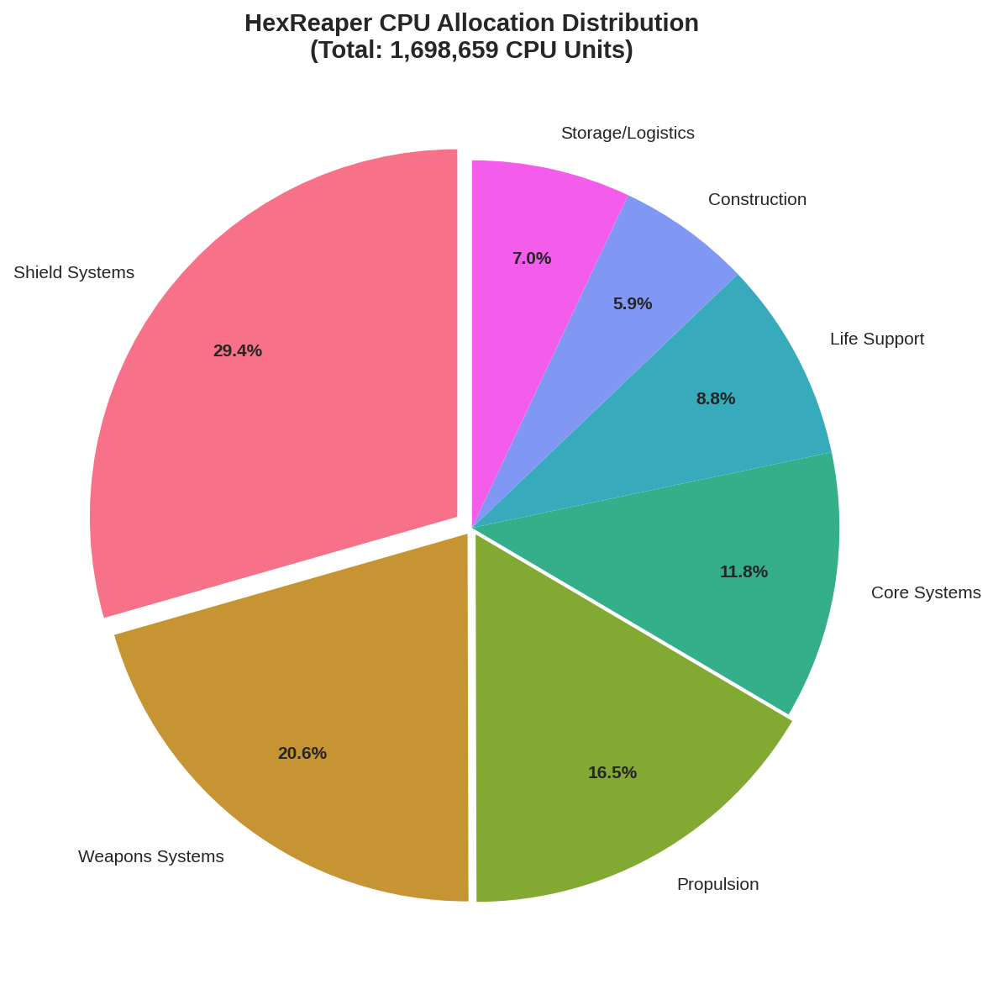 HexReaper CPU Allocation Distribution
(Total: 1,698,659 CPU Units)
Storage/Logistics
Construction
Shield Systems
7.0%
5.9%
Life Support
29.4%
8.8%
11.8%
Core Systems
20.6%
16.5%
Weapons Systems
Propulsion